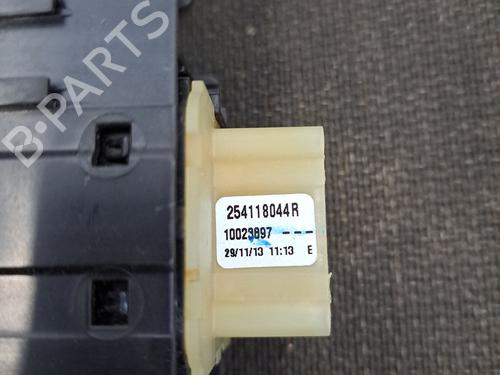 B-PARTS
254118044R
10023897 ---
29/11/13 11:13 E